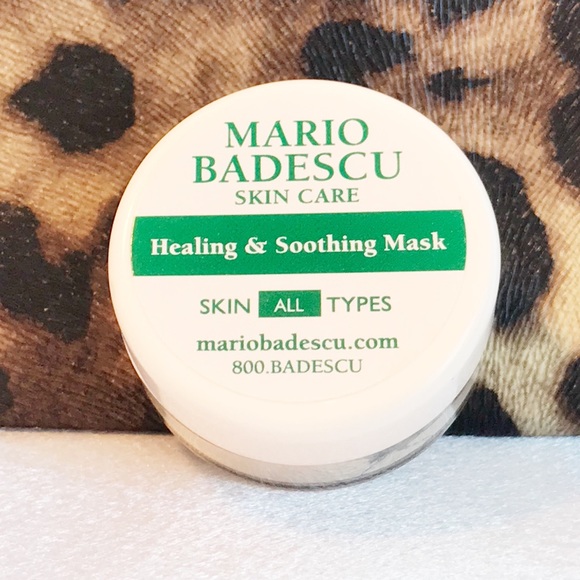 MARIO
BADESCU
SKIN CARE
Healing & Soothing Mask
SKIN ALL TYPES
mariobadescu.com
800.BADESCU